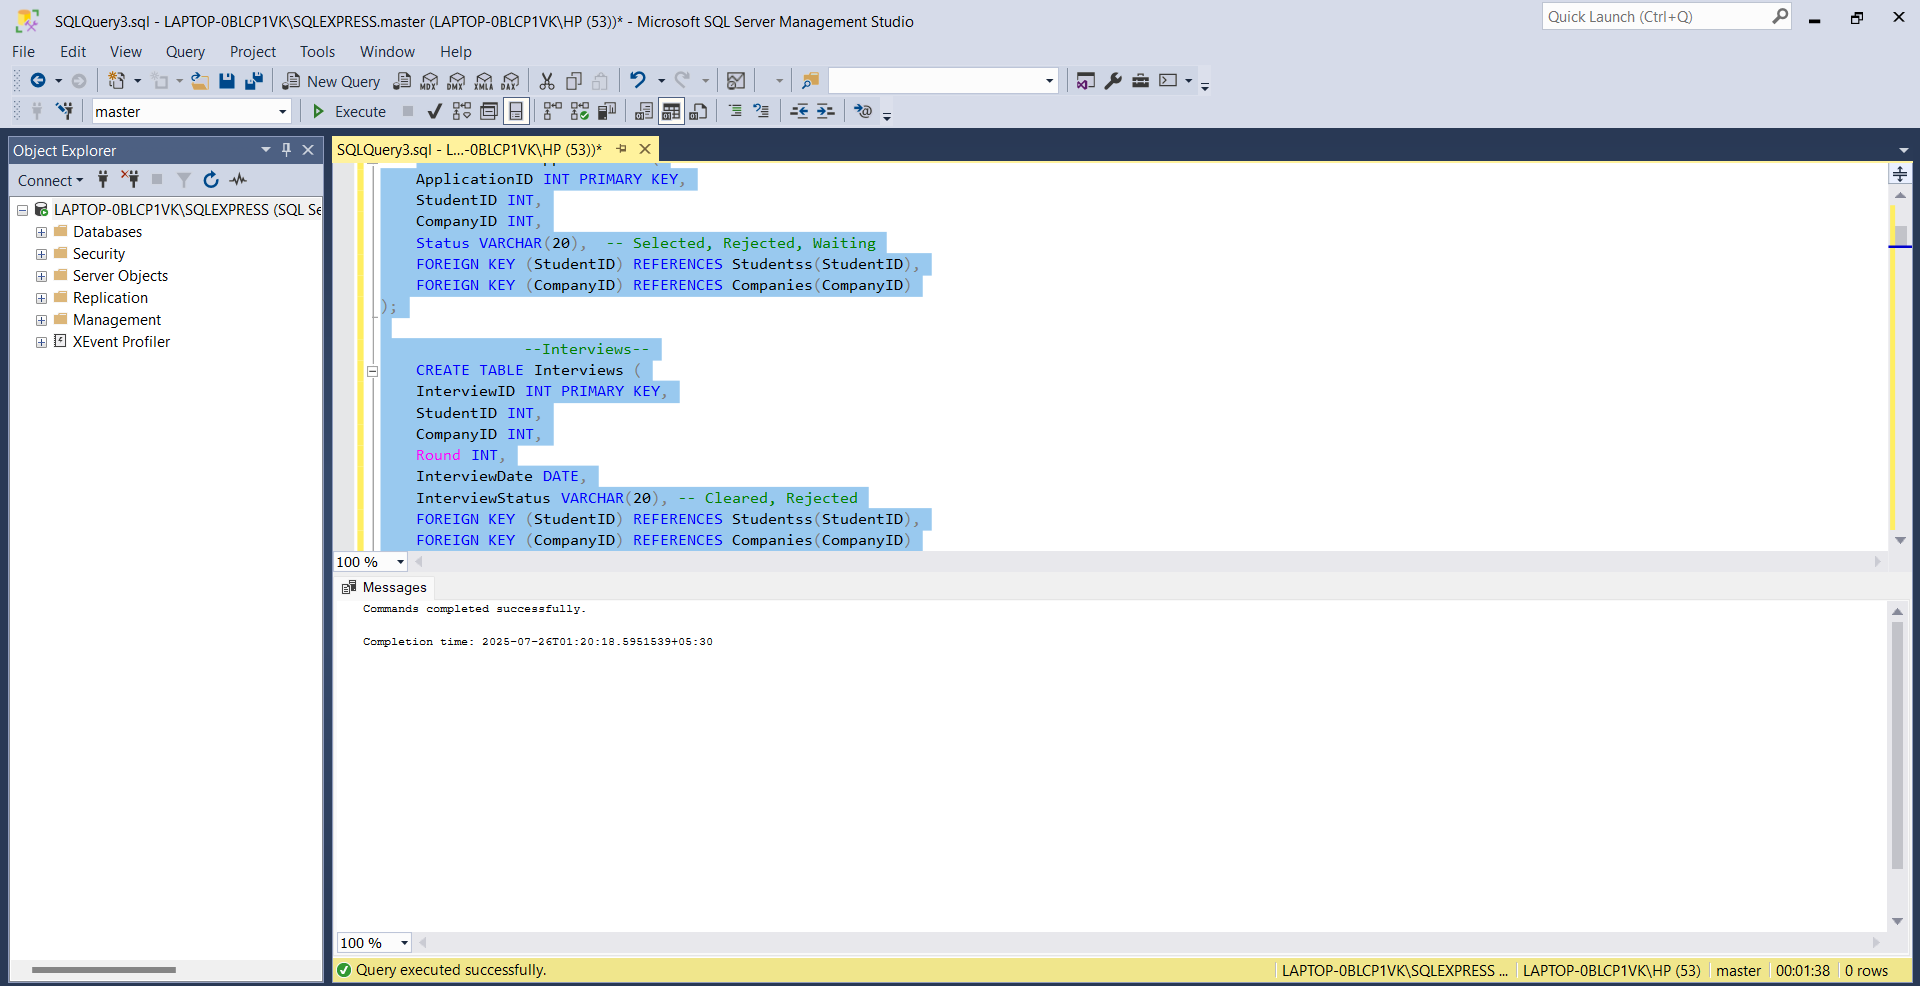 SQLQuery3.sql - LAPTOP-0BLCP1VK\SQLEXPRESS.master (LAPTOP-0BLCP1VK\HP (53))* - Microsoft SQL Server Management Studio
Quick Launch (Ctrl+Q)
File Edit View Query Project Tools Window Help
New Query MDX DMX XMLA DAX
master Execute
Object Explorer
SQLQuery3.sql - L...-0BLCP1VK\HP (53))*
Connect
LAPTOP-0BLCP1VK\SQLEXPRESS (SQL Se
Databases
Security
Server Objects
Replication
Management
XEvent Profiler
ApplicationID INT PRIMARY KEY,
StudentID INT,
CompanyID INT,
Status VARCHAR(20), -- Selected, Rejected, Waiting
FOREIGN KEY (StudentID) REFERENCES Studentss(StudentID),
FOREIGN KEY (CompanyID) REFERENCES Companies(CompanyID)
);
--Interviews--
CREATE TABLE Interviews (
InterviewID INT PRIMARY KEY,
StudentID INT,
CompanyID INT,
Round INT,
InterviewDate DATE,
InterviewStatus VARCHAR(20), -- Cleared, Rejected
FOREIGN KEY (StudentID) REFERENCES Studentss(StudentID),
FOREIGN KEY (CompanyID) REFERENCES Companies(CompanyID)
100 %
Messages
Commands completed successfully.
Completion time: 2025-07-26T01:20:18.5951539+05:30
100 %
Query executed successfully.
LAPTOP-0BLCP1VK\SQLEXPRESS ... LAPTOP-0BLCP1VK\HP (53) master 00:01:38 0 rows